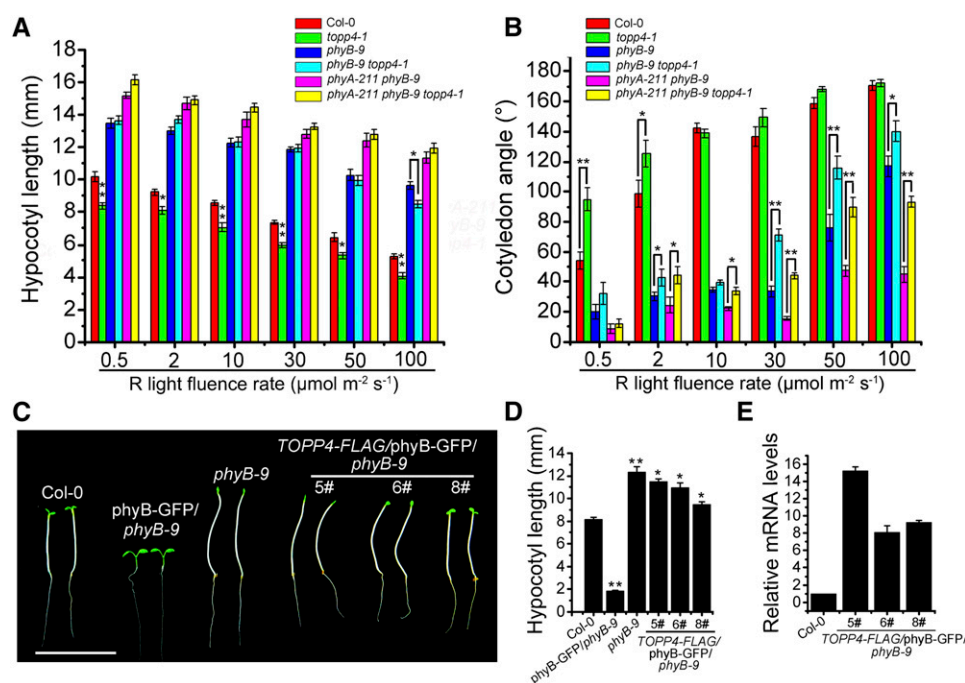 A
Col-0
topp4-1
phyB-9
phyB-9 topp4-1
phyA-211 phyB-9
phyA-211 phyB-9 topp4-1
Hypocotyl length (mm)
16
14
12
10
8
6
4
2
0
**
*
**
**
*
*
**
0.5 2 10 30 50 100
R light fluence rate (µmol m⁻² s⁻¹)
B
Col-0
topp4-1
phyB-9
phyB-9 topp4-1
phyA-211 phyB-9
phyA-211 phyB-9 topp4-1
Cotyledon angle (°)
180
160
140
120
100
80
60
40
20
0
**
*
*
*
*
**
**
**
**
*
**
0.5 2 10 30 50 100
R light fluence rate (µmol m⁻² s⁻¹)
C
Col-0
phyB-GFP/
phyB-9
phyB-9
TOPP4-FLAG/phyB-GFP/
phyB-9
5# 6# 8#
D
Hypocotyl length (mm)
14
12
10
8
6
4
2
0
**
**
*
*
*
Col-0
phyB-GFP/phyB-9
phyB-9
5# 6# 8#
TOPP4-FLAG/
phyB-GFP/
phyB-9
E
Relative mRNA levels
16
14
12
10
8
6
4
2
0
Col-0
5# 6# 8#
TOPP4-FLAG/phyB-GFP/
phyB-9